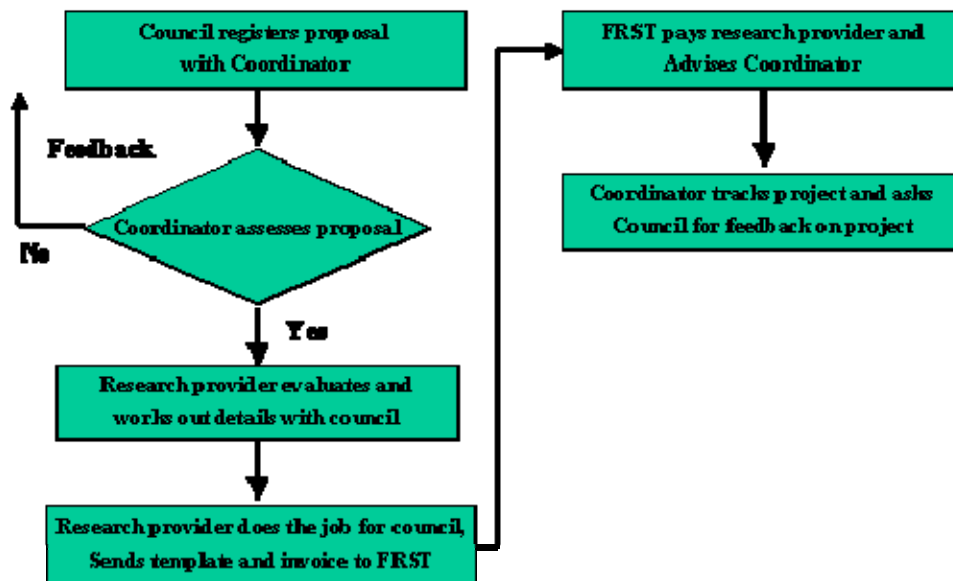 Council registers proposal
with Coordinator
Feedback
No
Coordinator assesses proposal
Yes
Research provider evaluates and
works out details with council
Research provider does the job for council,
Sends template and invoice to FRST
FRST pays research provider and
Advises Coordinator
Coordinator tracks project and asks
Council for feedback on project